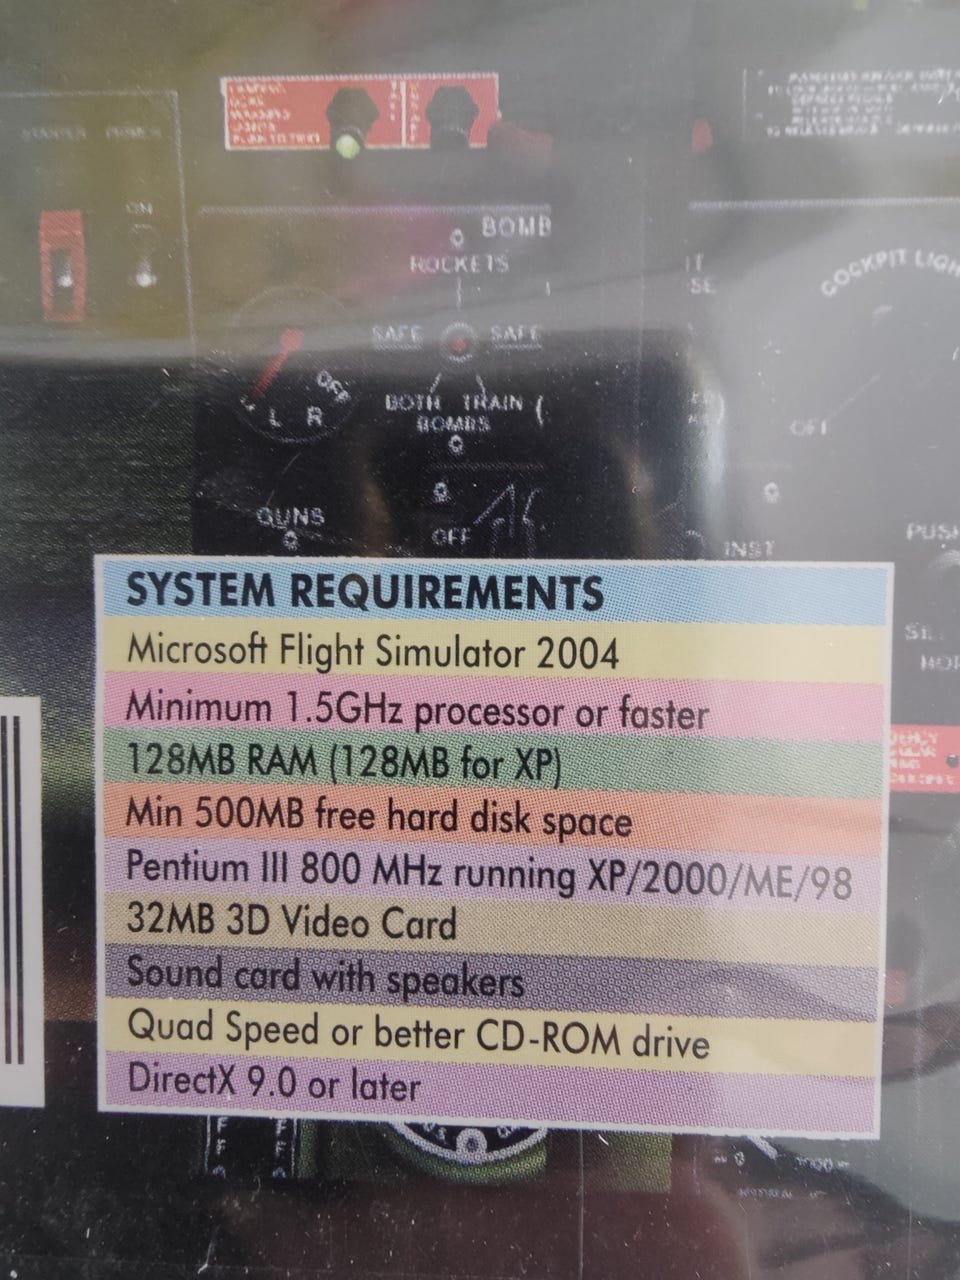 ON
BOMB
ROCKETS
COCKPIT LIGH
SAFE SAFE
OFF
L R
BOTH TRAIN
BOMBS
OFF
GUNS
OFF
INST
PUSH
SYSTEM REQUIREMENTS
Microsoft Flight Simulator 2004
Minimum 1.5GHz processor or faster
128MB RAM (128MB for XP)
Min 500MB free hard disk space
Pentium III 800 MHz running XP/2000/ME/98
32MB 3D Video Card
Sound card with speakers
Quad Speed or better CD-ROM drive
DirectX 9.0 or later